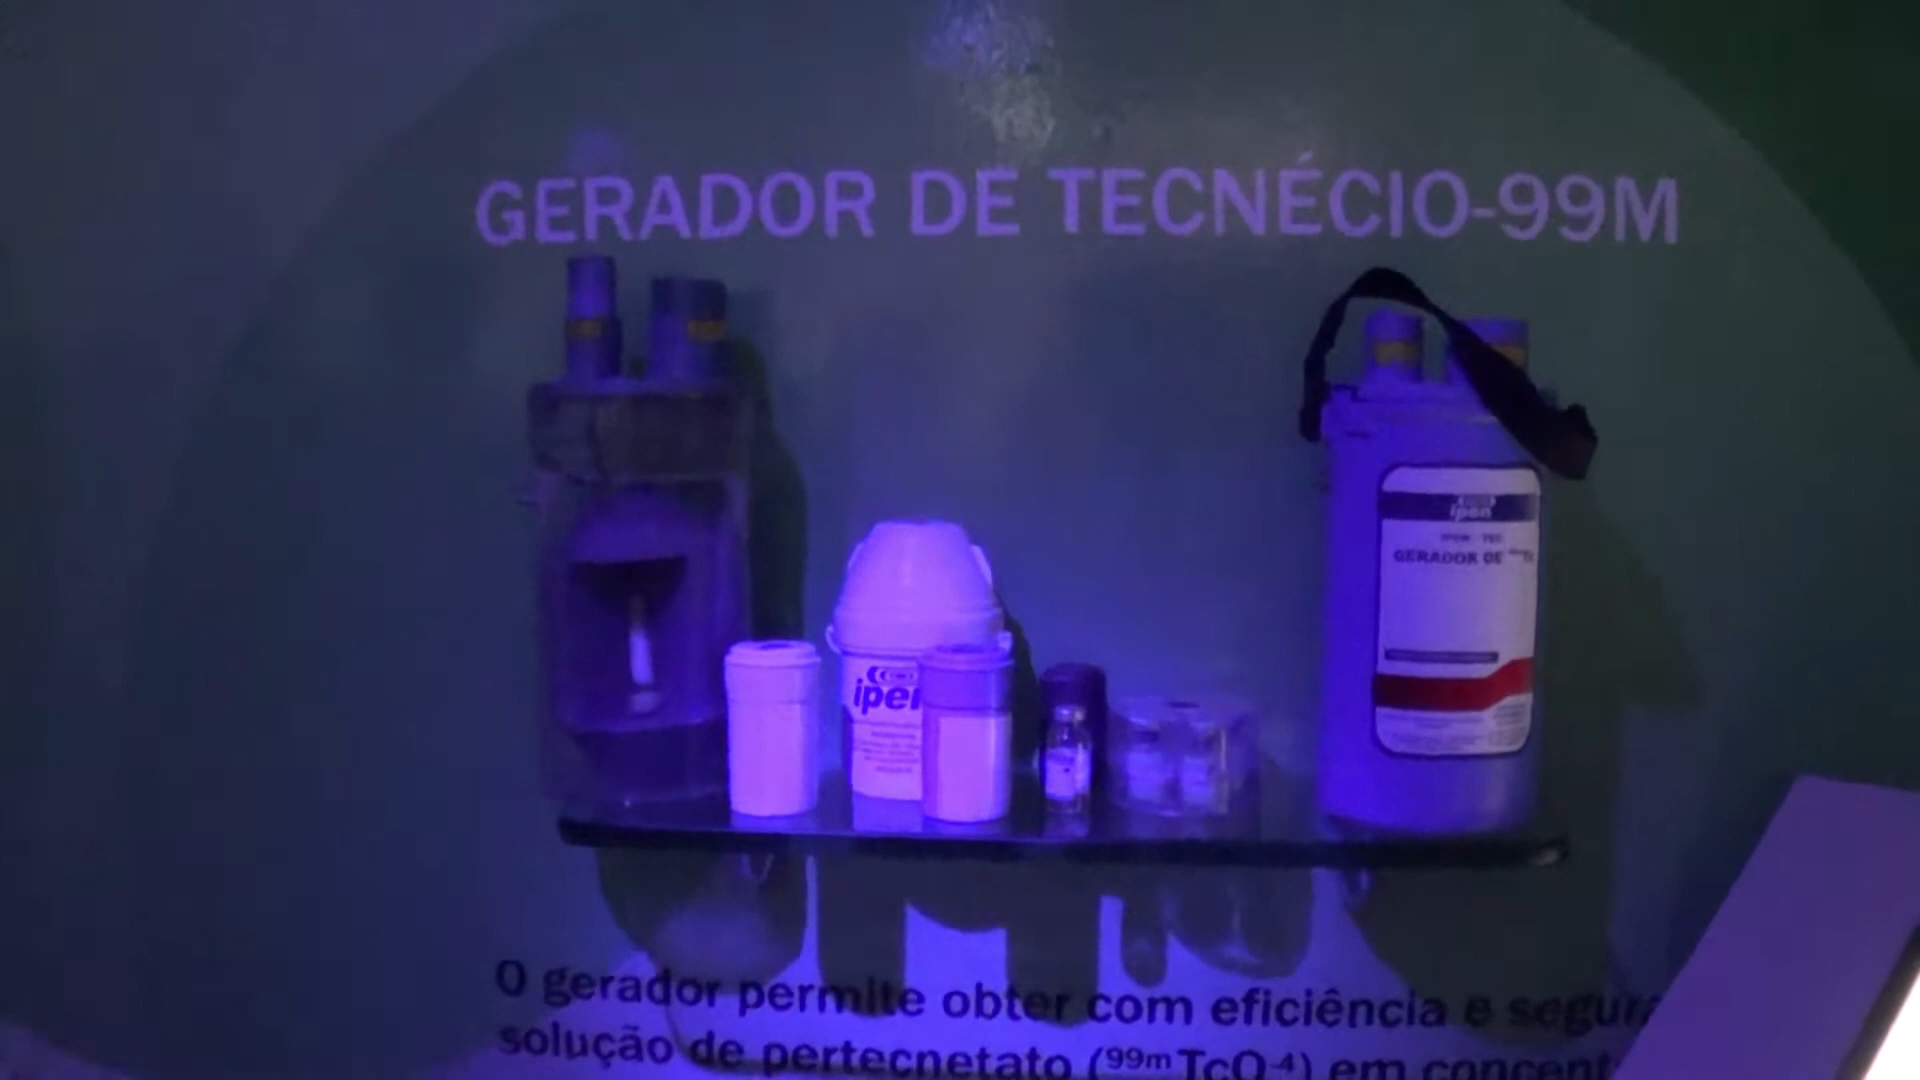 GERADOR DE TECNÉCIO-99M
ipen
GERADOR DE
ipen
O gerador permite obter com eficiência e segur
solução de pertecnetato (99mTcO-4) em concent